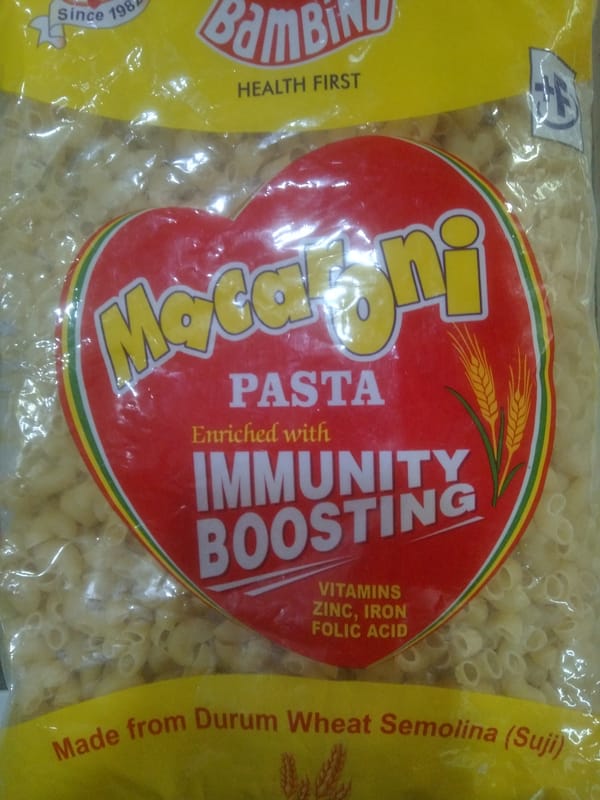 Since 1982
BAMBINO
HEALTH FIRST
+F
Macaroni
PASTA
Enriched with
IMMUNITY
BOOSTING
VITAMINS
ZINC, IRON
FOLIC ACID
Made from Durum Wheat Semolina (Suji)